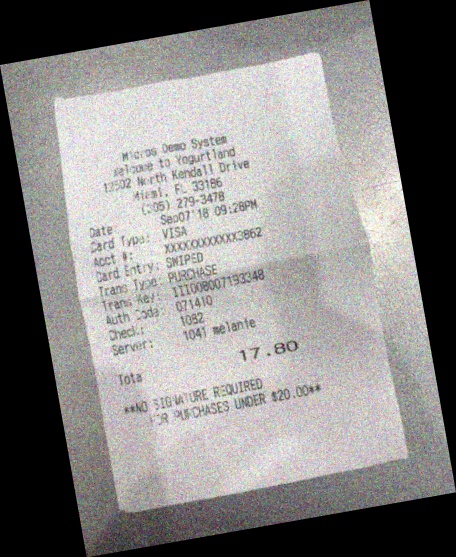 Micros Demo System
Welcome to Yogurtland
12502 North Kendall Drive
Miami, FL 33186
(305) 279-3478
Date: Sep07'18 09:28PM
Card Type: VISA
Acct #: XXXXXXXXXXXX3862
Card Entry: SWIPED
Trans Type: PURCHASE
Trans Key: III008007193348
Auth Code: 071410
Check: 1082
Server: 1041 melanie
Total 17.80
**NO SIGNATURE REQUIRED
FOR PURCHASES UNDER $20.00**